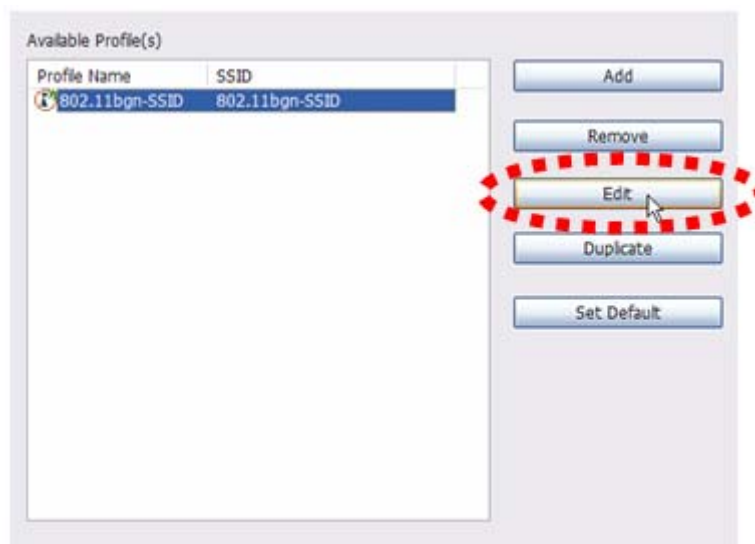 Available Profile(s)
Profile Name SSID
802.11bgn-SSID 802.11bgn-SSID
Add
Remove
Edit
Duplicate
Set Default